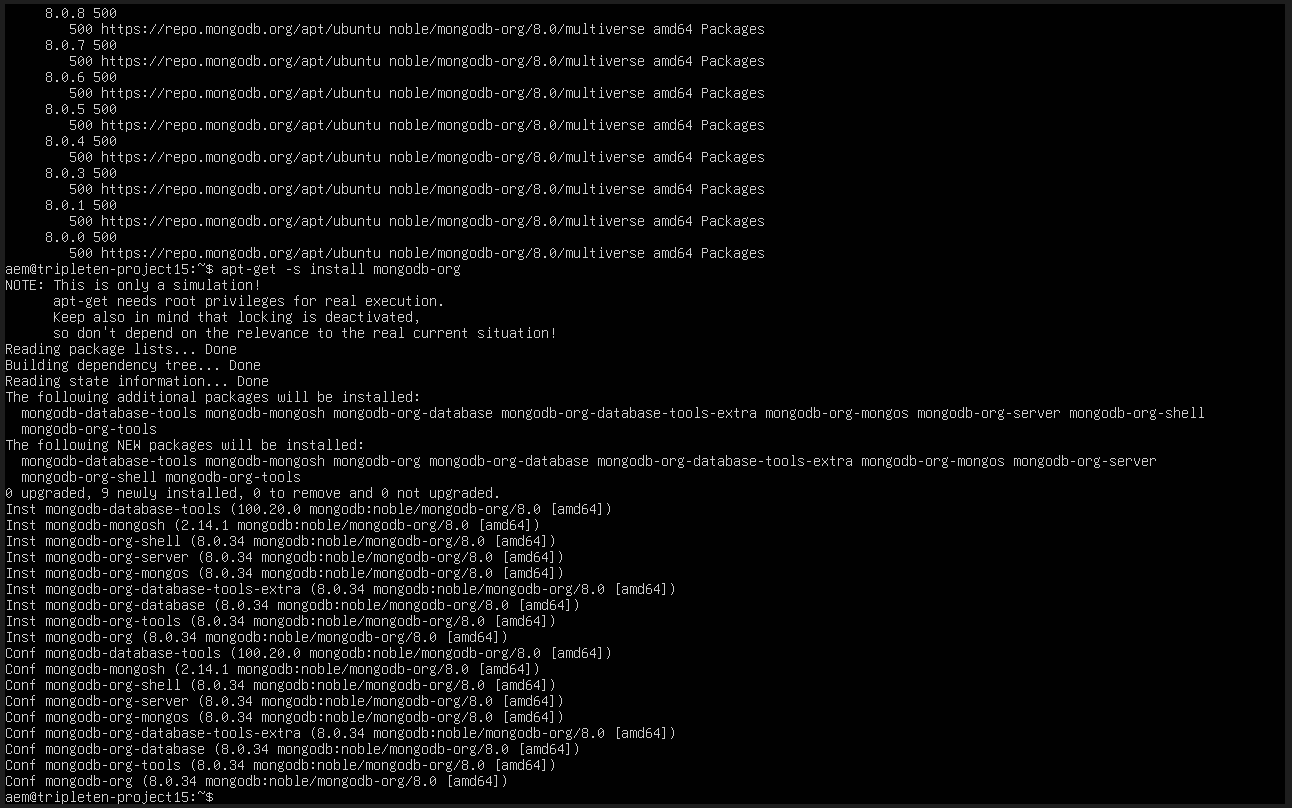 8.0.8 500
500 https://repo.mongodb.org/apt/ubuntu noble/mongodb-org/8.0/multiverse amd64 Packages
8.0.7 500
500 https://repo.mongodb.org/apt/ubuntu noble/mongodb-org/8.0/multiverse amd64 Packages
8.0.6 500
500 https://repo.mongodb.org/apt/ubuntu noble/mongodb-org/8.0/multiverse amd64 Packages
8.0.5 500
500 https://repo.mongodb.org/apt/ubuntu noble/mongodb-org/8.0/multiverse amd64 Packages
8.0.4 500
500 https://repo.mongodb.org/apt/ubuntu noble/mongodb-org/8.0/multiverse amd64 Packages
8.0.3 500
500 https://repo.mongodb.org/apt/ubuntu noble/mongodb-org/8.0/multiverse amd64 Packages
8.0.1 500
500 https://repo.mongodb.org/apt/ubuntu noble/mongodb-org/8.0/multiverse amd64 Packages
8.0.0 500
500 https://repo.mongodb.org/apt/ubuntu noble/mongodb-org/8.0/multiverse amd64 Packages
aem@tripleten-project15:~$ apt-get -s install mongodb-org
NOTE: This is only a simulation!
apt-get needs root privileges for real execution.
Keep also in mind that locking is deactivated,
so don't depend on the relevance to the real current situation!
Reading package lists... Done
Building dependency tree... Done
Reading state information... Done
The following additional packages will be installed:
mongodb-database-tools mongodb-mongosh mongodb-org-database mongodb-org-database-tools-extra mongodb-org-mongos mongodb-org-server mongodb-org-shell
mongodb-org-tools
The following NEW packages will be installed:
mongodb-database-tools mongodb-mongosh mongodb-org mongodb-org-database mongodb-org-database-tools-extra mongodb-org-mongos mongodb-org-server
mongodb-org-shell mongodb-org-tools
0 upgraded, 9 newly installed, 0 to remove and 0 not upgraded.
Inst mongodb-database-tools (100.20.0 mongodb:noble/mongodb-org/8.0 [amd64])
Inst mongodb-mongosh (2.14.1 mongodb:noble/mongodb-org/8.0 [amd64])
Inst mongodb-org-shell (8.0.34 mongodb:noble/mongodb-org/8.0 [amd64])
Inst mongodb-org-server (8.0.34 mongodb:noble/mongodb-org/8.0 [amd64])
Inst mongodb-org-mongos (8.0.34 mongodb:noble/mongodb-org/8.0 [amd64])
Inst mongodb-org-database-tools-extra (8.0.34 mongodb:noble/mongodb-org/8.0 [amd64])
Inst mongodb-org-database (8.0.34 mongodb:noble/mongodb-org/8.0 [amd64])
Inst mongodb-org-tools (8.0.34 mongodb:noble/mongodb-org/8.0 [amd64])
Inst mongodb-org (8.0.34 mongodb:noble/mongodb-org/8.0 [amd64])
Conf mongodb-database-tools (100.20.0 mongodb:noble/mongodb-org/8.0 [amd64])
Conf mongodb-mongosh (2.14.1 mongodb:noble/mongodb-org/8.0 [amd64])
Conf mongodb-org-shell (8.0.34 mongodb:noble/mongodb-org/8.0 [amd64])
Conf mongodb-org-server (8.0.34 mongodb:noble/mongodb-org/8.0 [amd64])
Conf mongodb-org-mongos (8.0.34 mongodb:noble/mongodb-org/8.0 [amd64])
Conf mongodb-org-database-tools-extra (8.0.34 mongodb:noble/mongodb-org/8.0 [amd64])
Conf mongodb-org-database (8.0.34 mongodb:noble/mongodb-org/8.0 [amd64])
Conf mongodb-org-tools (8.0.34 mongodb:noble/mongodb-org/8.0 [amd64])
Conf mongodb-org (8.0.34 mongodb:noble/mongodb-org/8.0 [amd64])
aem@tripleten-project15:~$